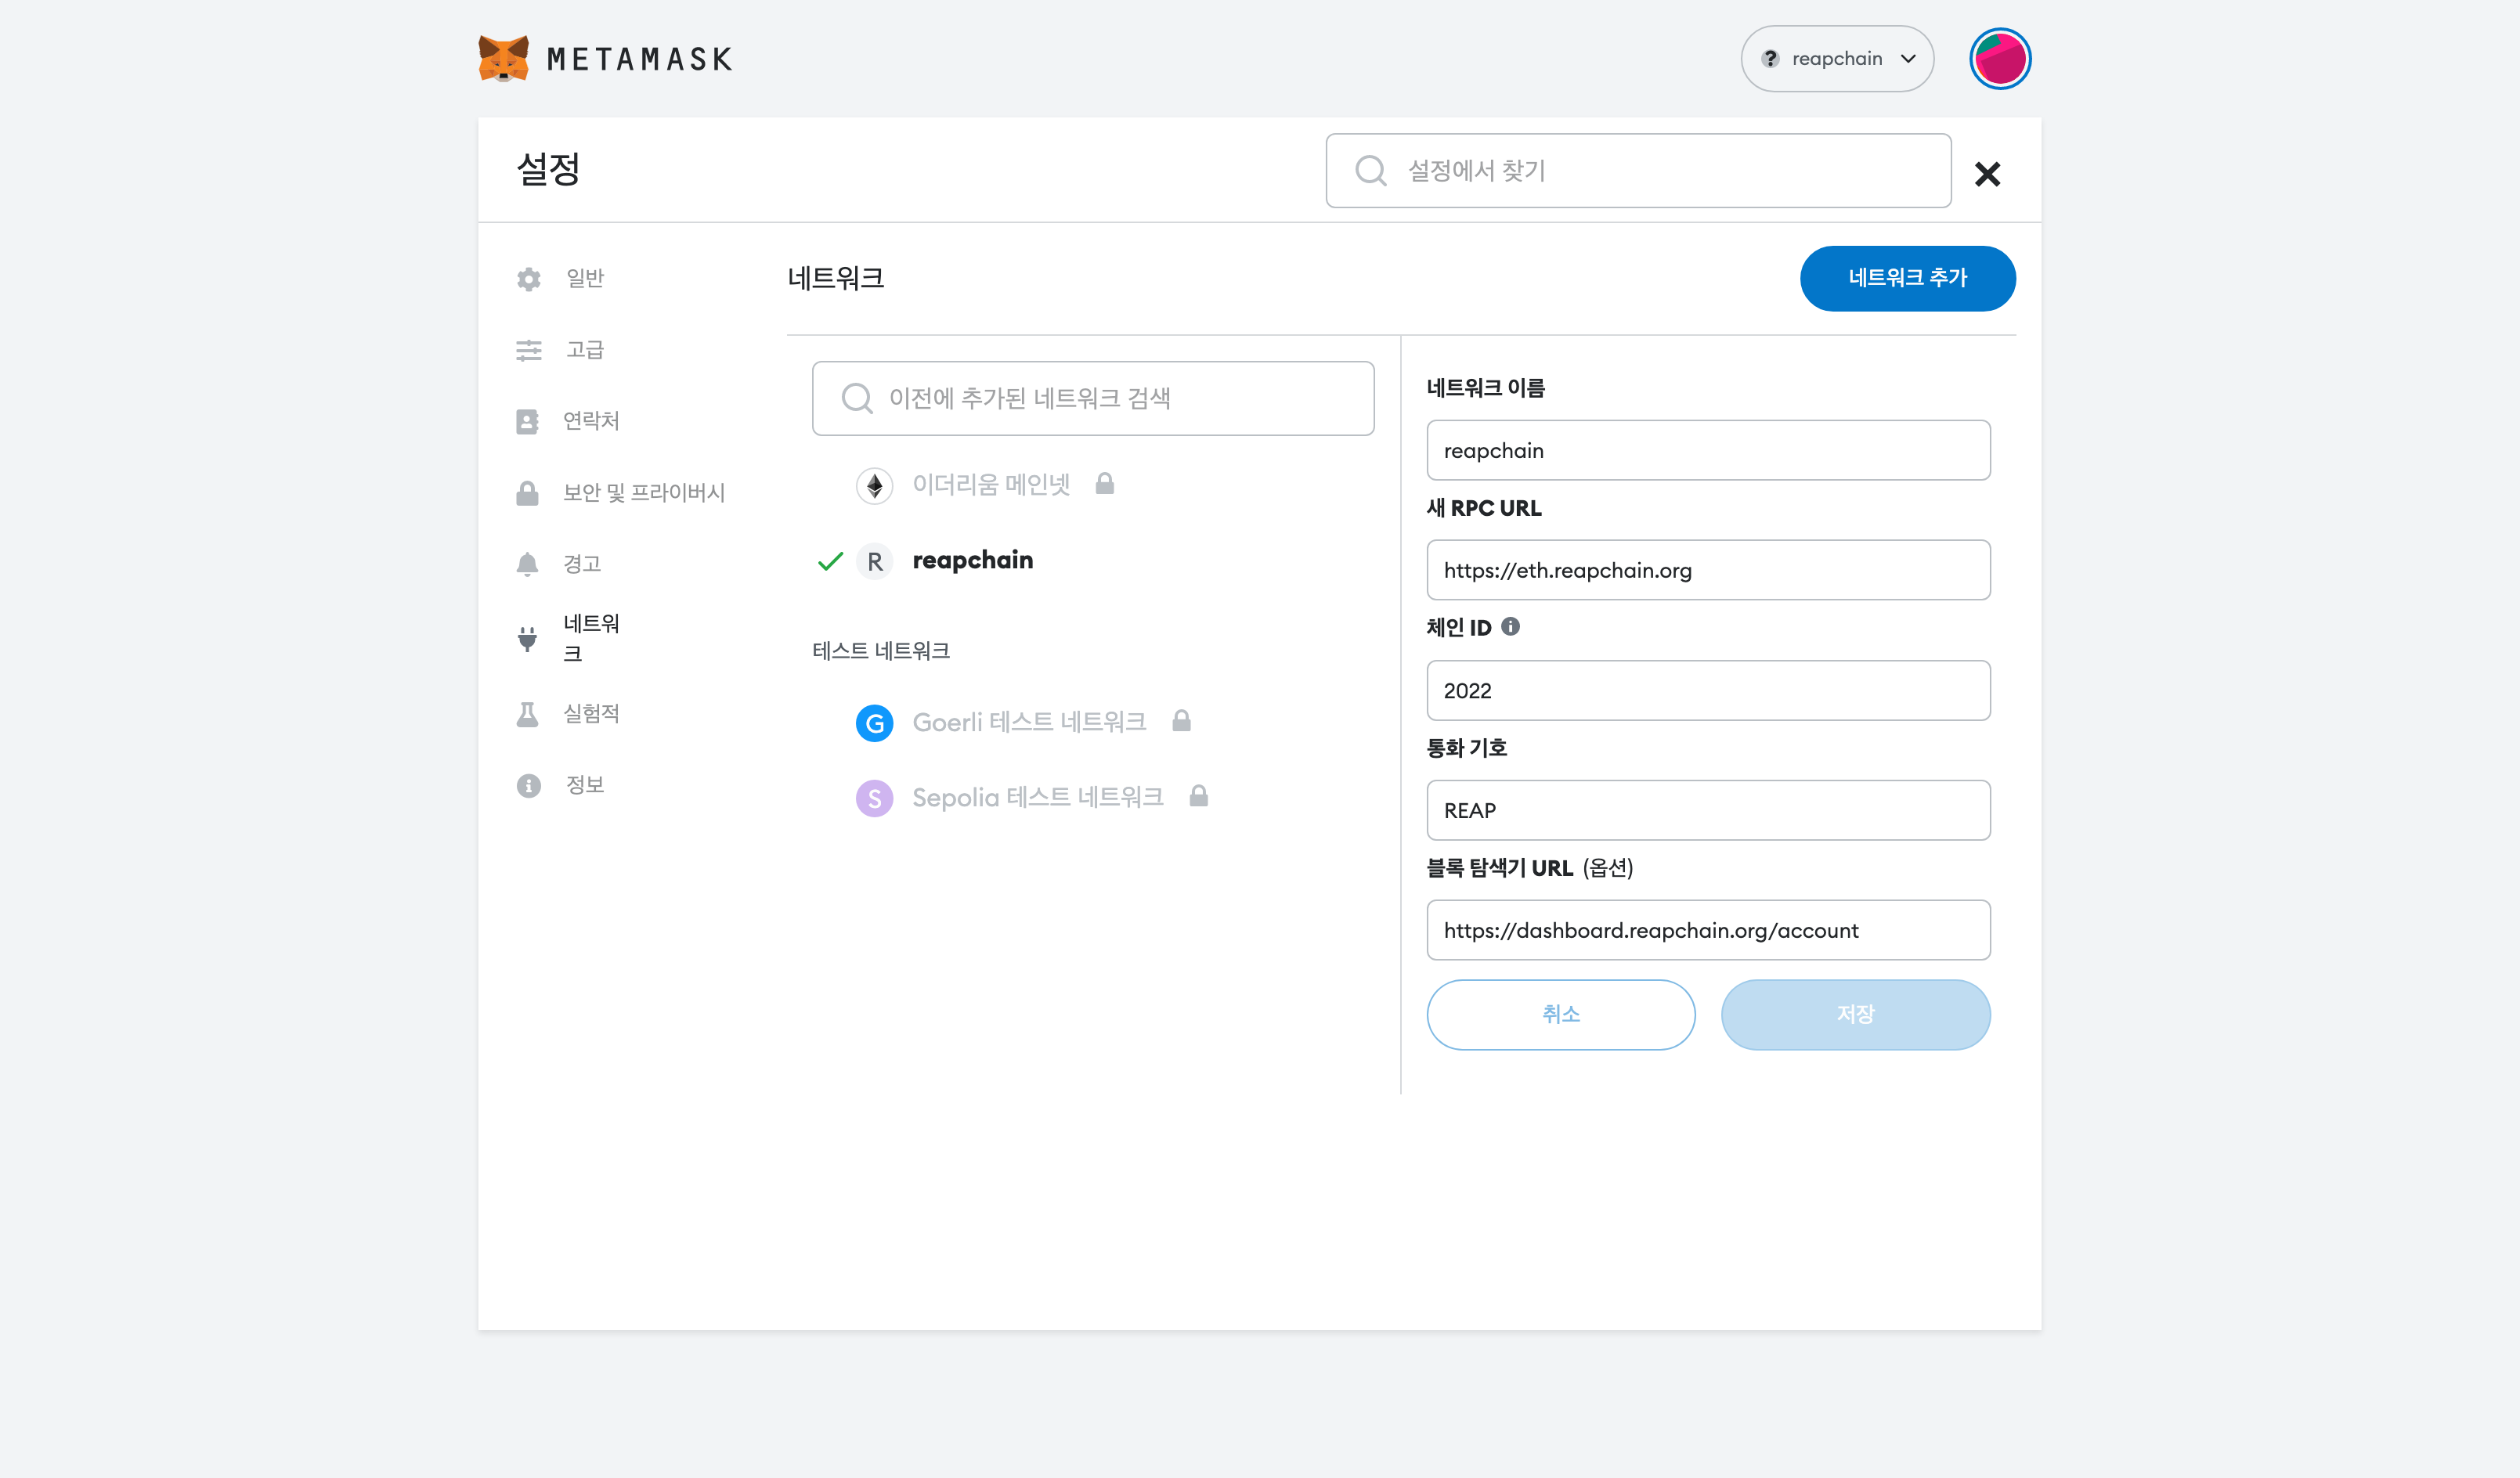 METAMASK
reapchain
설정
설정에서 찾기
일반
고급
연락처
보안 및 프라이버시
경고
네트워
크
실험적
정보
네트워크
네트워크 추가
이전에 추가된 네트워크 검색
이더리움 메인넷
R reapchain
테스트 네트워크
G Goerli 테스트 네트워크
S Sepolia 테스트 네트워크
네트워크 이름
reapchain
새 RPC URL
https://eth.reapchain.org
체인 ID
2022
통화 기호
REAP
블록 탐색기 URL (옵션)
https://dashboard.reapchain.org/account
취소
저장